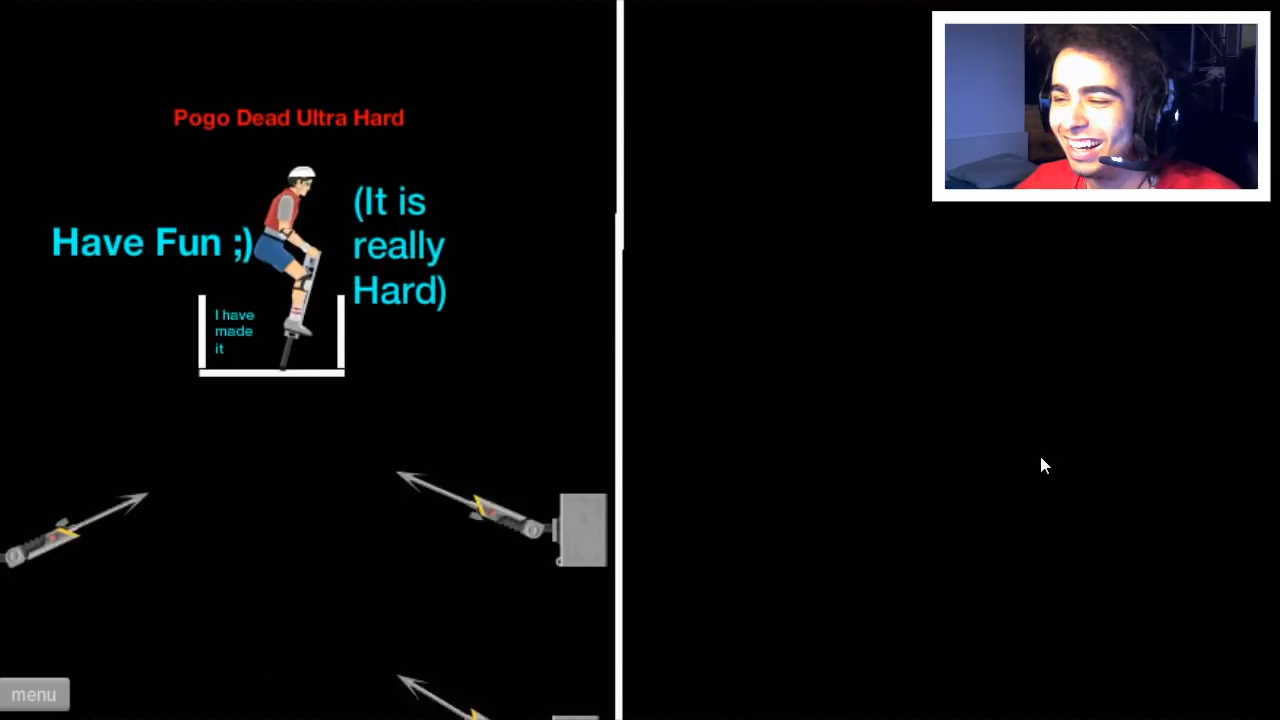 Pogo Dead Ultra Hard
Have Fun ;)
(It is
really
Hard)
I have
made
it
menu